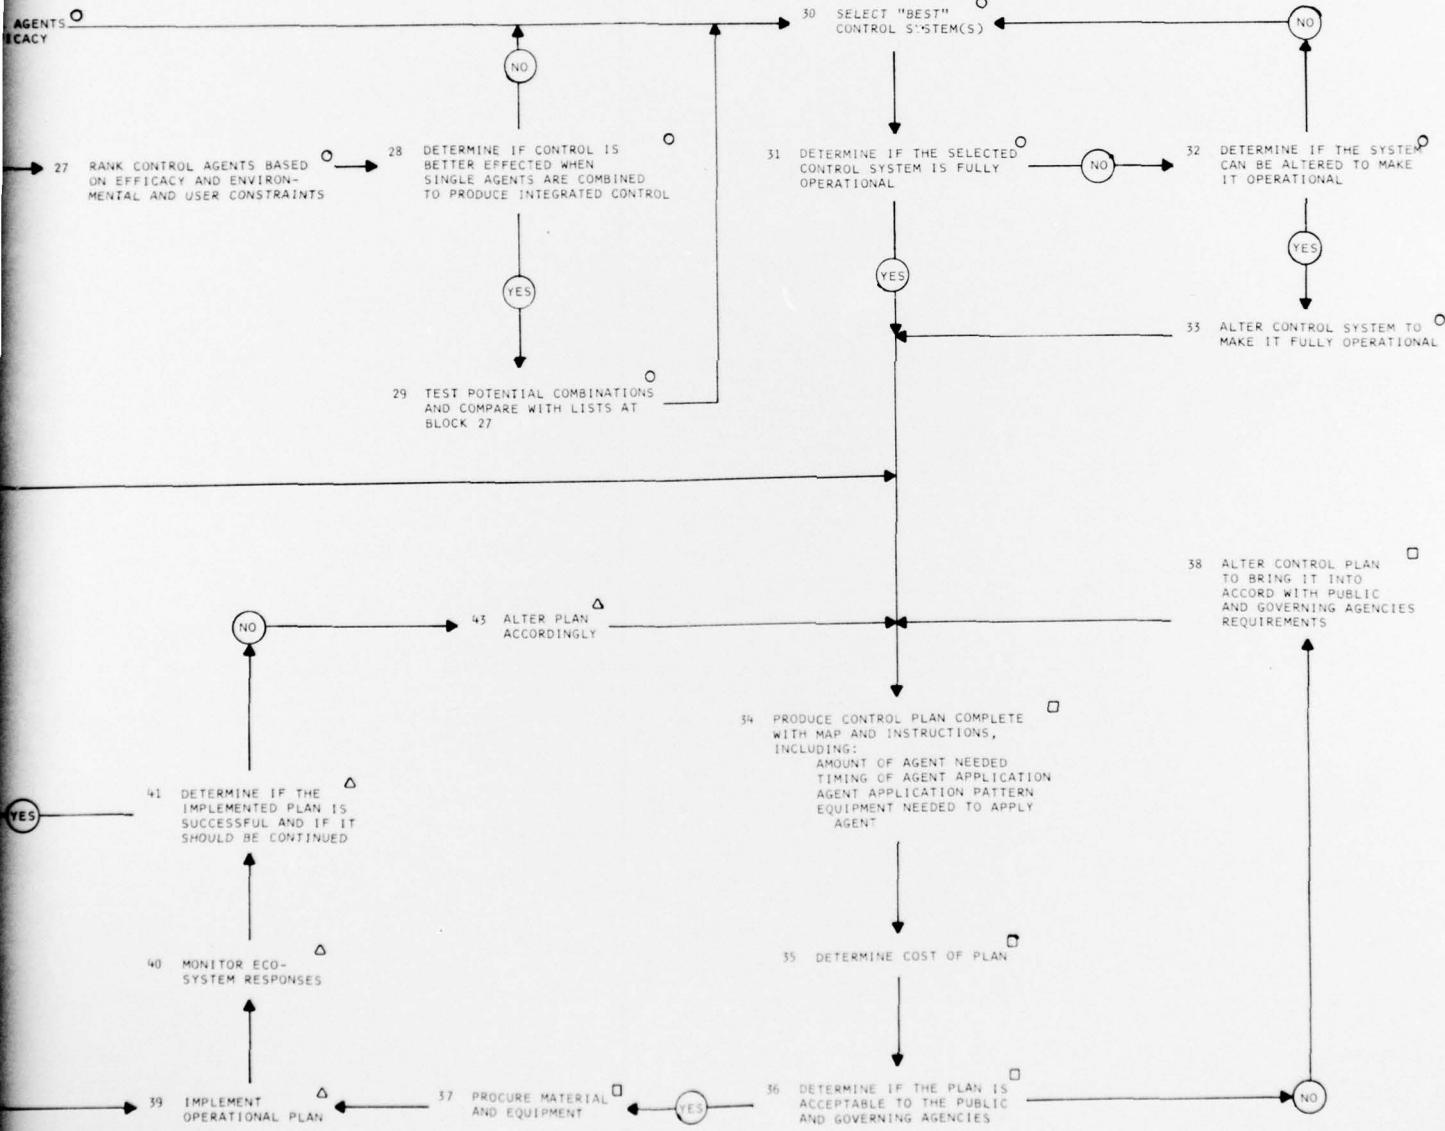 AGENTS
ICACY
NO
30 SELECT "BEST"
CONTROL SYSTEM(S)
NO
27 RANK CONTROL AGENTS BASED
ON EFFICACY AND ENVIRON-
MENTAL AND USER CONSTRAINTS
28 DETERMINE IF CONTROL IS
BETTER EFFECTED WHEN
SINGLE AGENTS ARE COMBINED
TO PRODUCE INTEGRATED CONTROL
31 DETERMINE IF THE SELECTED
CONTROL SYSTEM IS FULLY
OPERATIONAL
NO
32 DETERMINE IF THE SYSTEM
CAN BE ALTERED TO MAKE
IT OPERATIONAL
YES
YES
YES
33 ALTER CONTROL SYSTEM TO
MAKE IT FULLY OPERATIONAL
29 TEST POTENTIAL COMBINATIONS
AND COMPARE WITH LISTS AT
BLOCK 27
38 ALTER CONTROL PLAN
TO BRING IT INTO
ACCORD WITH PUBLIC
AND GOVERNING AGENCIES
REQUIREMENTS
NO
43 ALTER PLAN
ACCORDINGLY
34 PRODUCE CONTROL PLAN COMPLETE
WITH MAP AND INSTRUCTIONS,
INCLUDING:
AMOUNT OF AGENT NEEDED
TIMING OF AGENT APPLICATION
AGENT APPLICATION PATTERN
EQUIPMENT NEEDED TO APPLY
AGENT
YES
41 DETERMINE IF THE
IMPLEMENTED PLAN IS
SUCCESSFUL AND IF IT
SHOULD BE CONTINUED
40 MONITOR ECO-
SYSTEM RESPONSES
35 DETERMINE COST OF PLAN
39 IMPLEMENT
OPERATIONAL PLAN
37 PROCURE MATERIAL
AND EQUIPMENT
YES
36 DETERMINE IF THE PLAN IS
ACCEPTABLE TO THE PUBLIC
AND GOVERNING AGENCIES
NO